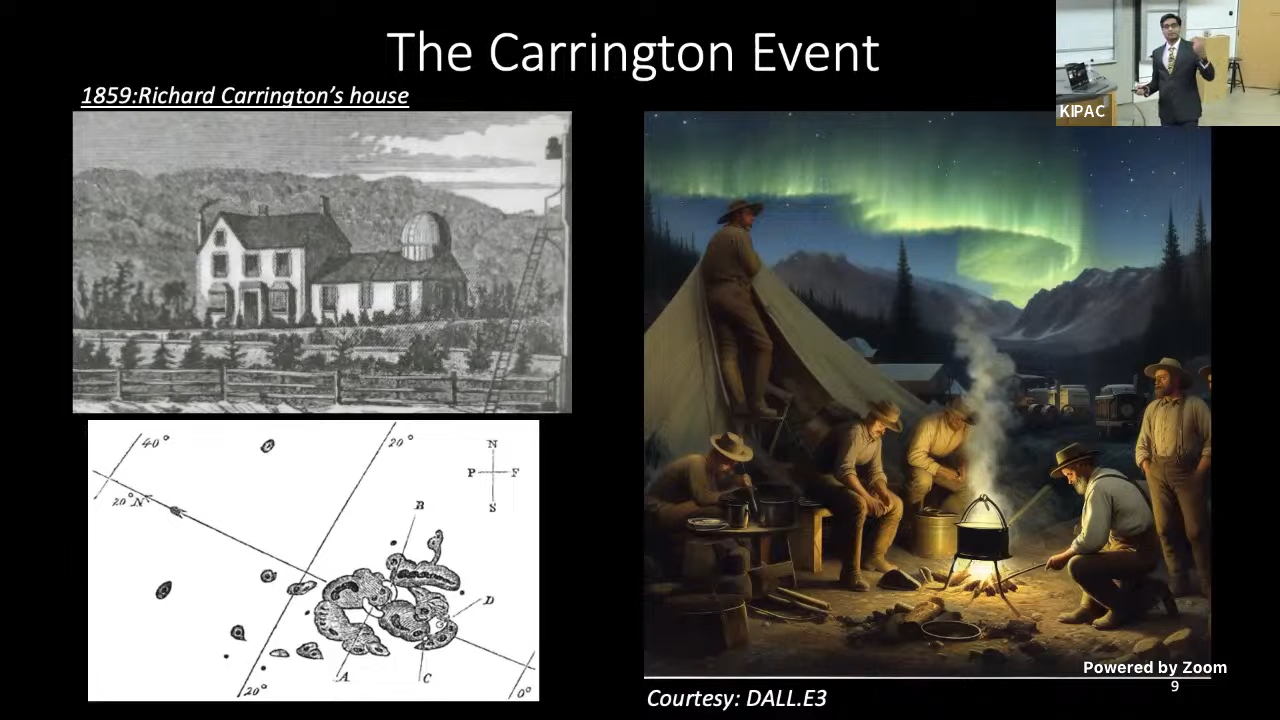 The Carrington Event
1859:Richard Carrington's house
KIPAC
40°
20°
N
P F
S
20°N
B
D
A
C
20°
0°
Powered by Zoom
9
Courtesy: DALL.E3